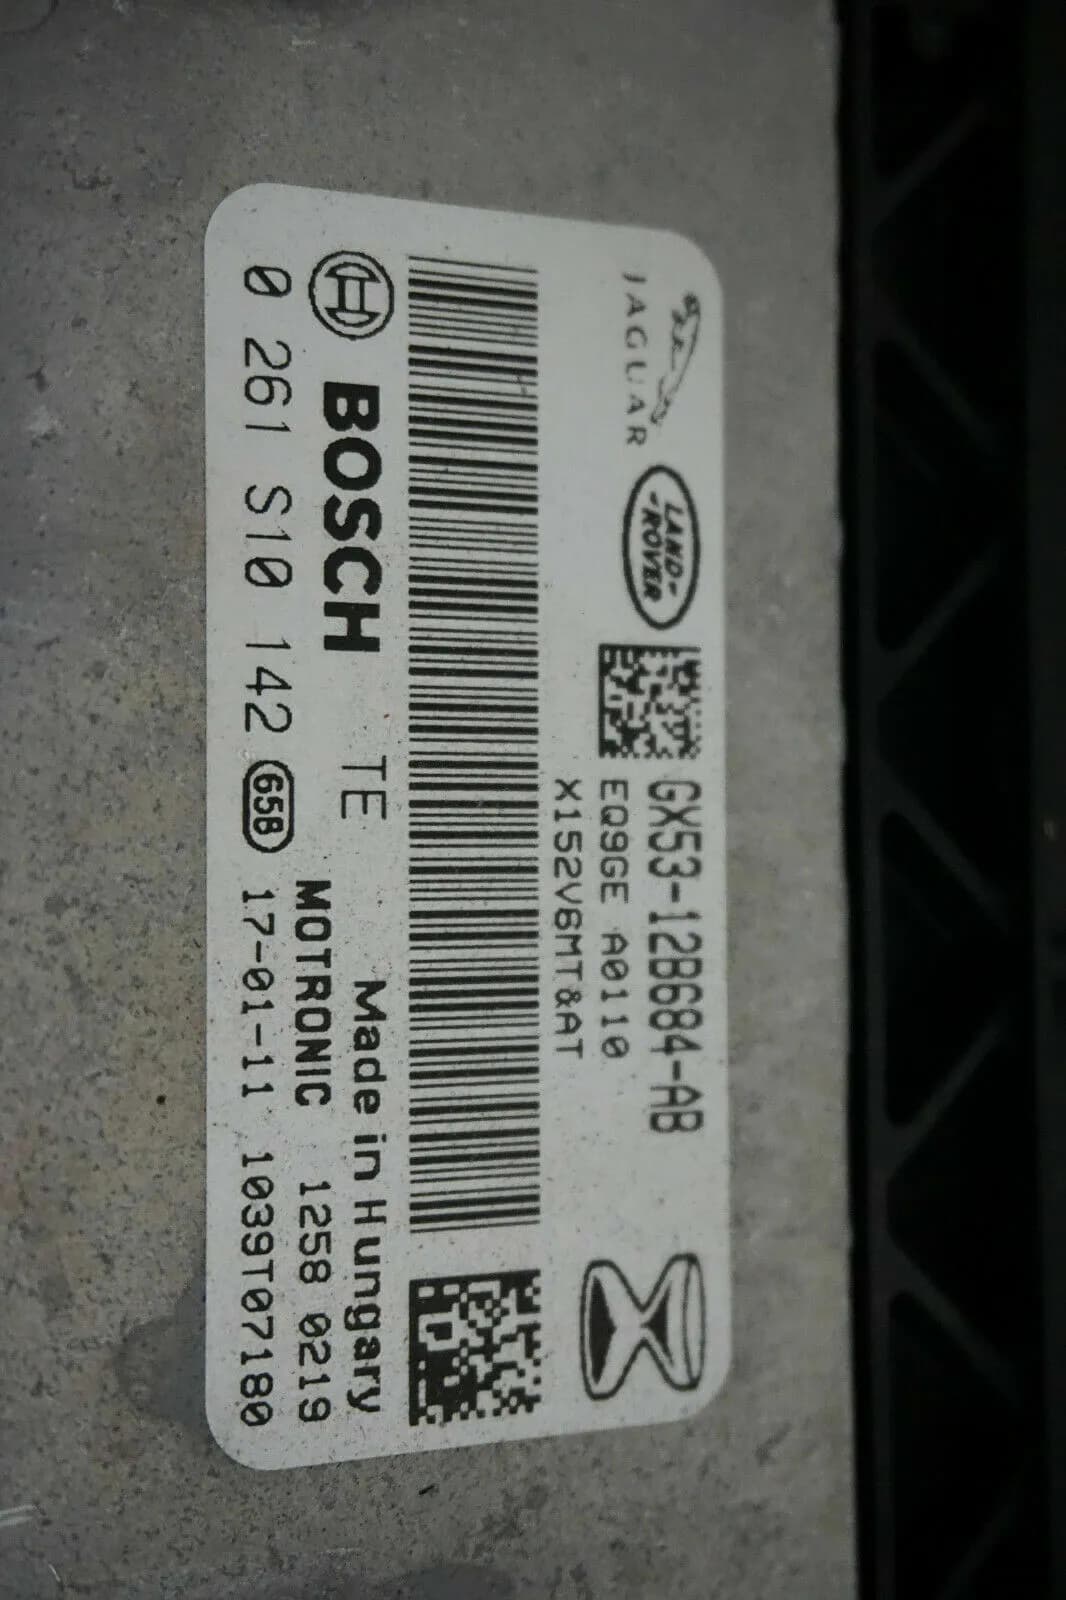 JAGUAR
LAND-
-ROVER
GX53-12B684-AB
EQ9GE A0110
X152V6MT&AT
BOSCH TE Made in Hungary
MOTRONIC 1258 0219
0 261 S10 142 65B 17-01-11 1039T07180